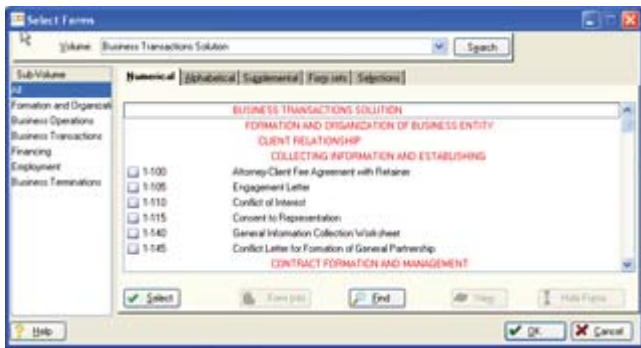 Select Forms
Volume: Business Transactions Solution Search
Sub-Volume
All
Formation and Organizati
Business Operations
Business Transactions
Financing
Employment
Business Terminations
Numerical Alphabetical Supplemental Form sets Selections
BUSINESS TRANSACTIONS SOLUTION
FORMATION AND ORGANIZATION OF BUSINESS ENTITY
CLIENT RELATIONSHIP
COLLECTING INFORMATION AND ESTABLISHING
1-100 Attorney-Client Fee Agreement with Retainer
1-105 Engagement Letter
1-110 Conflict of Interest
1-115 Consent to Representation
1-140 General Information Collection Worksheet
1-145 Conflict Letter for Formation of General Partnership
CONTRACT FORMATION AND MANAGEMENT
Select Form Info Find View Hide Forms
Help OK Cancel